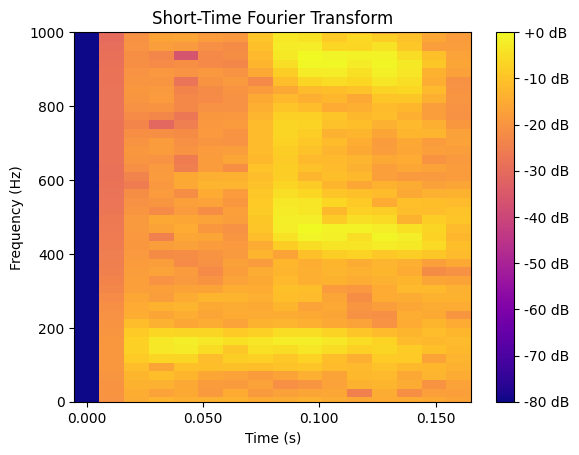 Short-Time Fourier Transform
Frequency (Hz)
1000
800
600
400
200
0
0.000
0.050
0.100
0.150
Time (s)
+0 dB
-10 dB
-20 dB
-30 dB
-40 dB
-50 dB
-60 dB
-70 dB
-80 dB